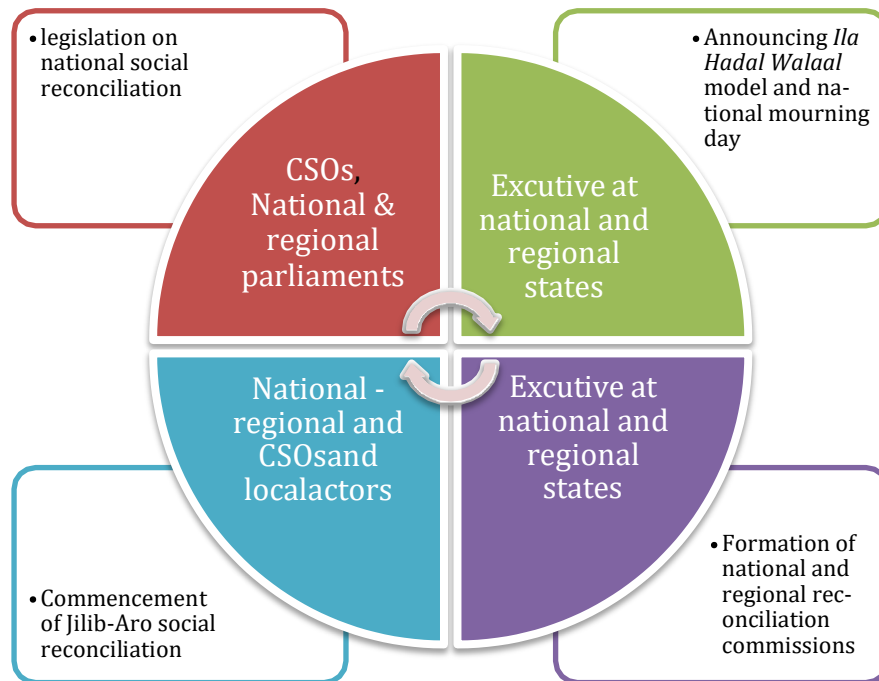 • legislation on
national social
reconciliation
• Announcing Ila
Hadal Walaal
model and na-
tional mourning
day
CSOs,
National &
regional
parliaments
Excutive at
national and
regional
states
National -
regional and
CSOsand
localactors
Excutive at
national and
regional
states
• Commencement
of Jilib-Aro social
reconciliation
• Formation of
national and
regional rec-
onciliation
commissions